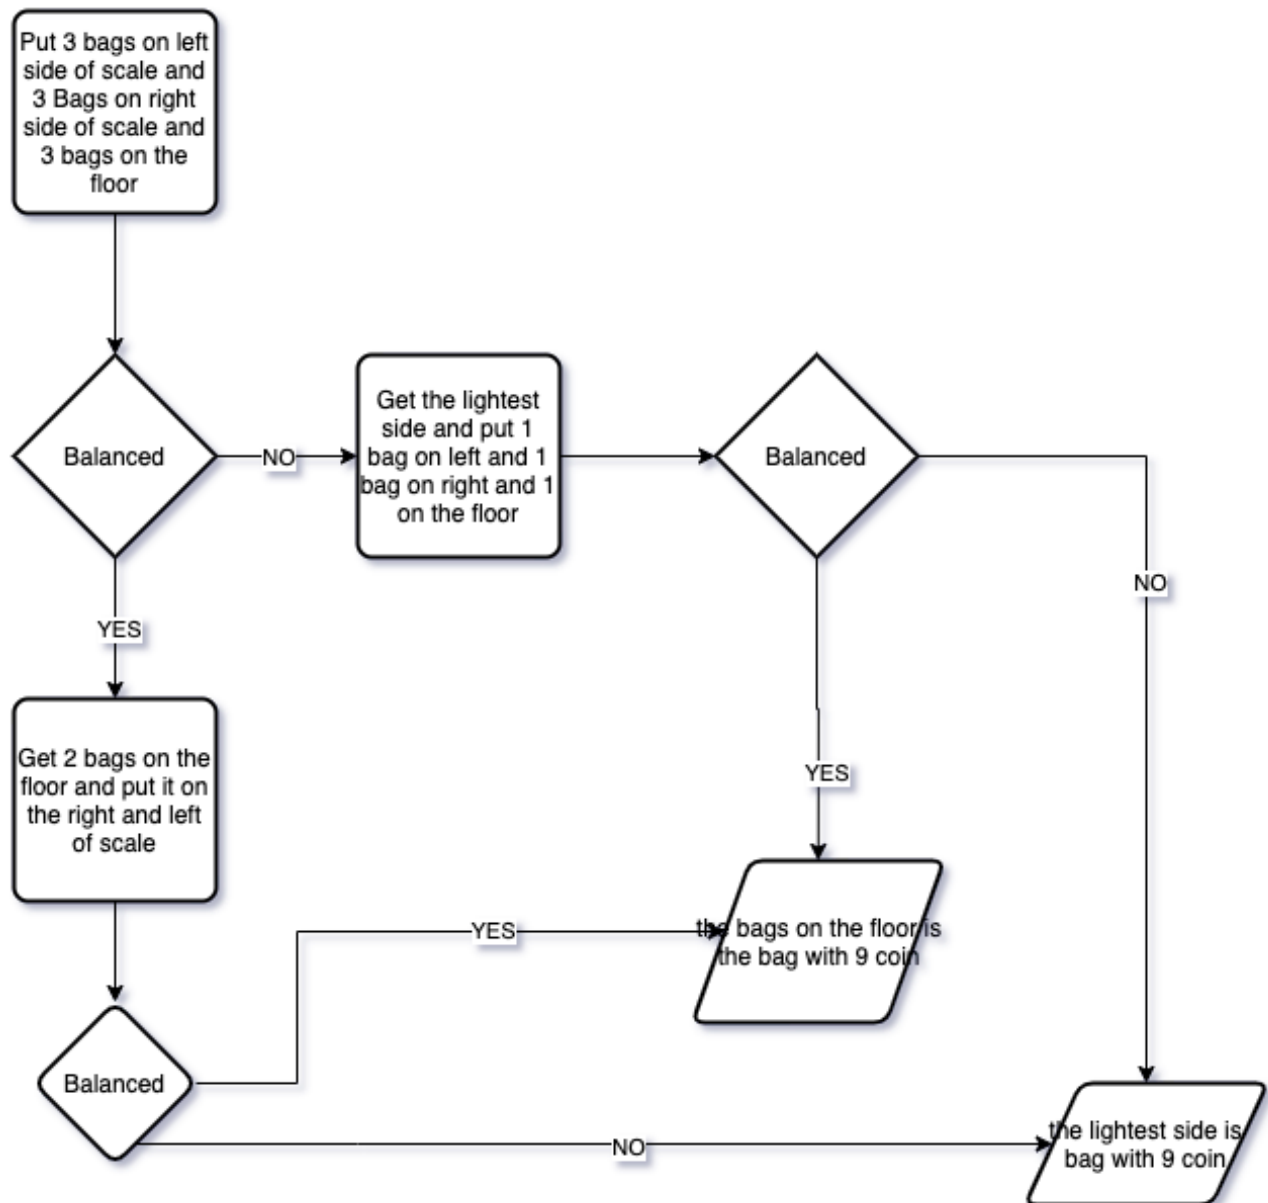 Put 3 bags on left
side of scale and
3 Bags on right
side of scale and
3 bags on the
floor
Balanced
NO
Get the lightest
side and put 1
bag on left and 1
bag on right and 1
on the floor
Balanced
NO
YES
Get 2 bags on the
floor and put it on
the right and left
of scale
YES
YES
the bags on the floor is
the bag with 9 coin
Balanced
NO
the lightest side is
bag with 9 coin